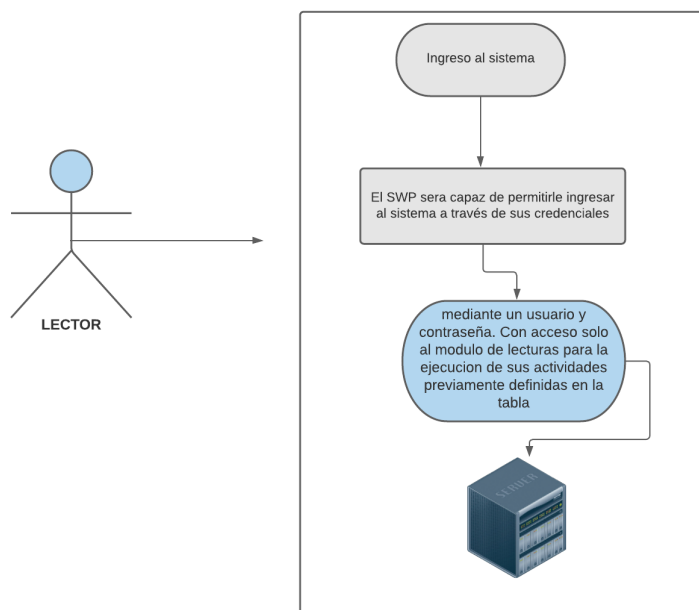 Ingreso al sistema
El SWP sera capaz de permitirle ingresar
al sistema a través de sus credenciales
LECTOR
mediante un usuario y
contraseña. Con acceso solo
al modulo de lecturas para la
ejecucion de sus actividades
previamente definidas en la
tabla
SERVER